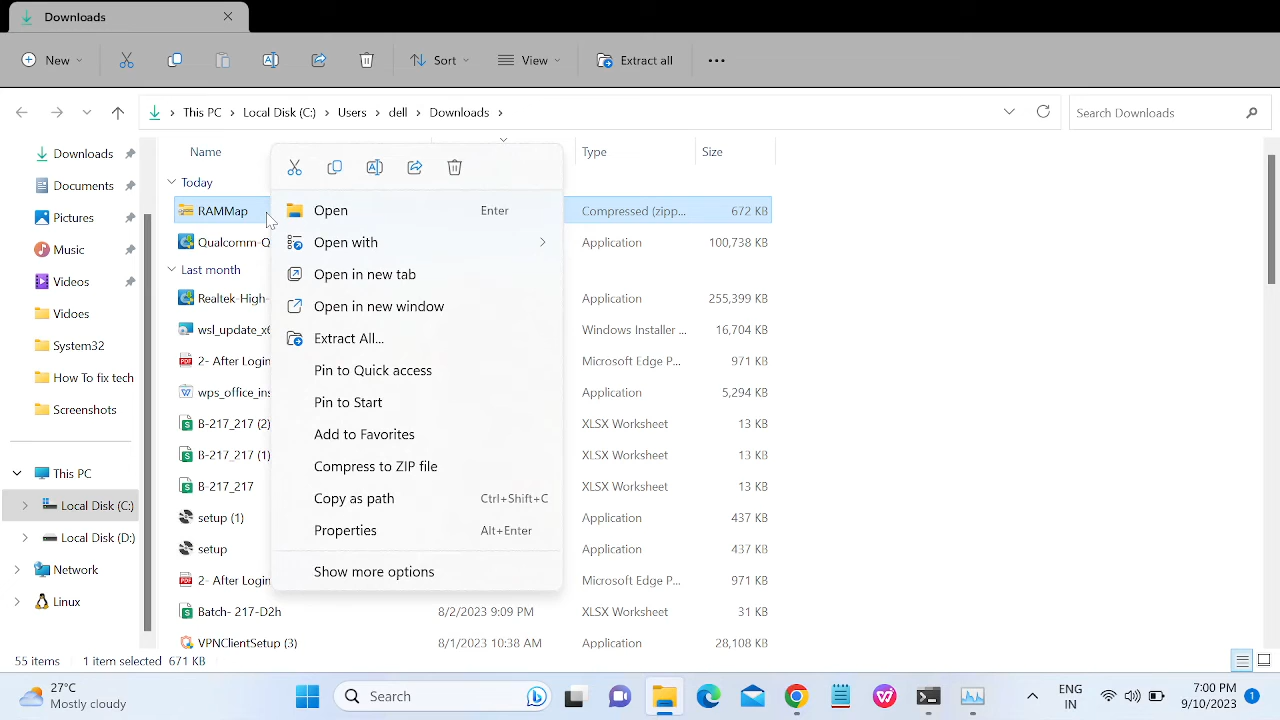 Downloads
New
Sort
View
Extract all
This PC
Local Disk (C:)
Users
dell
Downloads
Search Downloads
Downloads
Documents
Pictures
Music
Videos
Vidoes
System32
How To fix tech
Screenshots
This PC
Local Disk (C:)
Local Disk (D:)
Network
Linux
Name
Type
Size
Today
RAMMap
Compressed (zipp...
672 KB
Qualcomm-Q
Application
100,738 KB
Last month
Realtek-High-
Application
255,399 KB
wsl_update_x6
Windows Installer ...
16,704 KB
2- After Login
Microsoft Edge P...
971 KB
wps_office_ins
Application
5,294 KB
B-217_217 (2)
XLSX Worksheet
13 KB
B-217_217 (1)
XLSX Worksheet
13 KB
B-217_217
XLSX Worksheet
13 KB
setup (1)
Application
437 KB
setup
Application
437 KB
2- After Login
Microsoft Edge P...
971 KB
Batch- 217-D2h
8/2/2023 9:09 PM
XLSX Worksheet
31 KB
VPNClientSetup (3)
8/1/2023 10:38 AM
Application
28,108 KB
Open
Enter
Open with
Open in new tab
Open in new window
Extract All...
Pin to Quick access
Pin to Start
Add to Favorites
Compress to ZIP file
Copy as path
Ctrl+Shift+C
Properties
Alt+Enter
Show more options
55 items
1 item selected 671 KB
27°C
Mostly cloudy
Search
ENG
IN
7:00 PM
9/10/2023
1